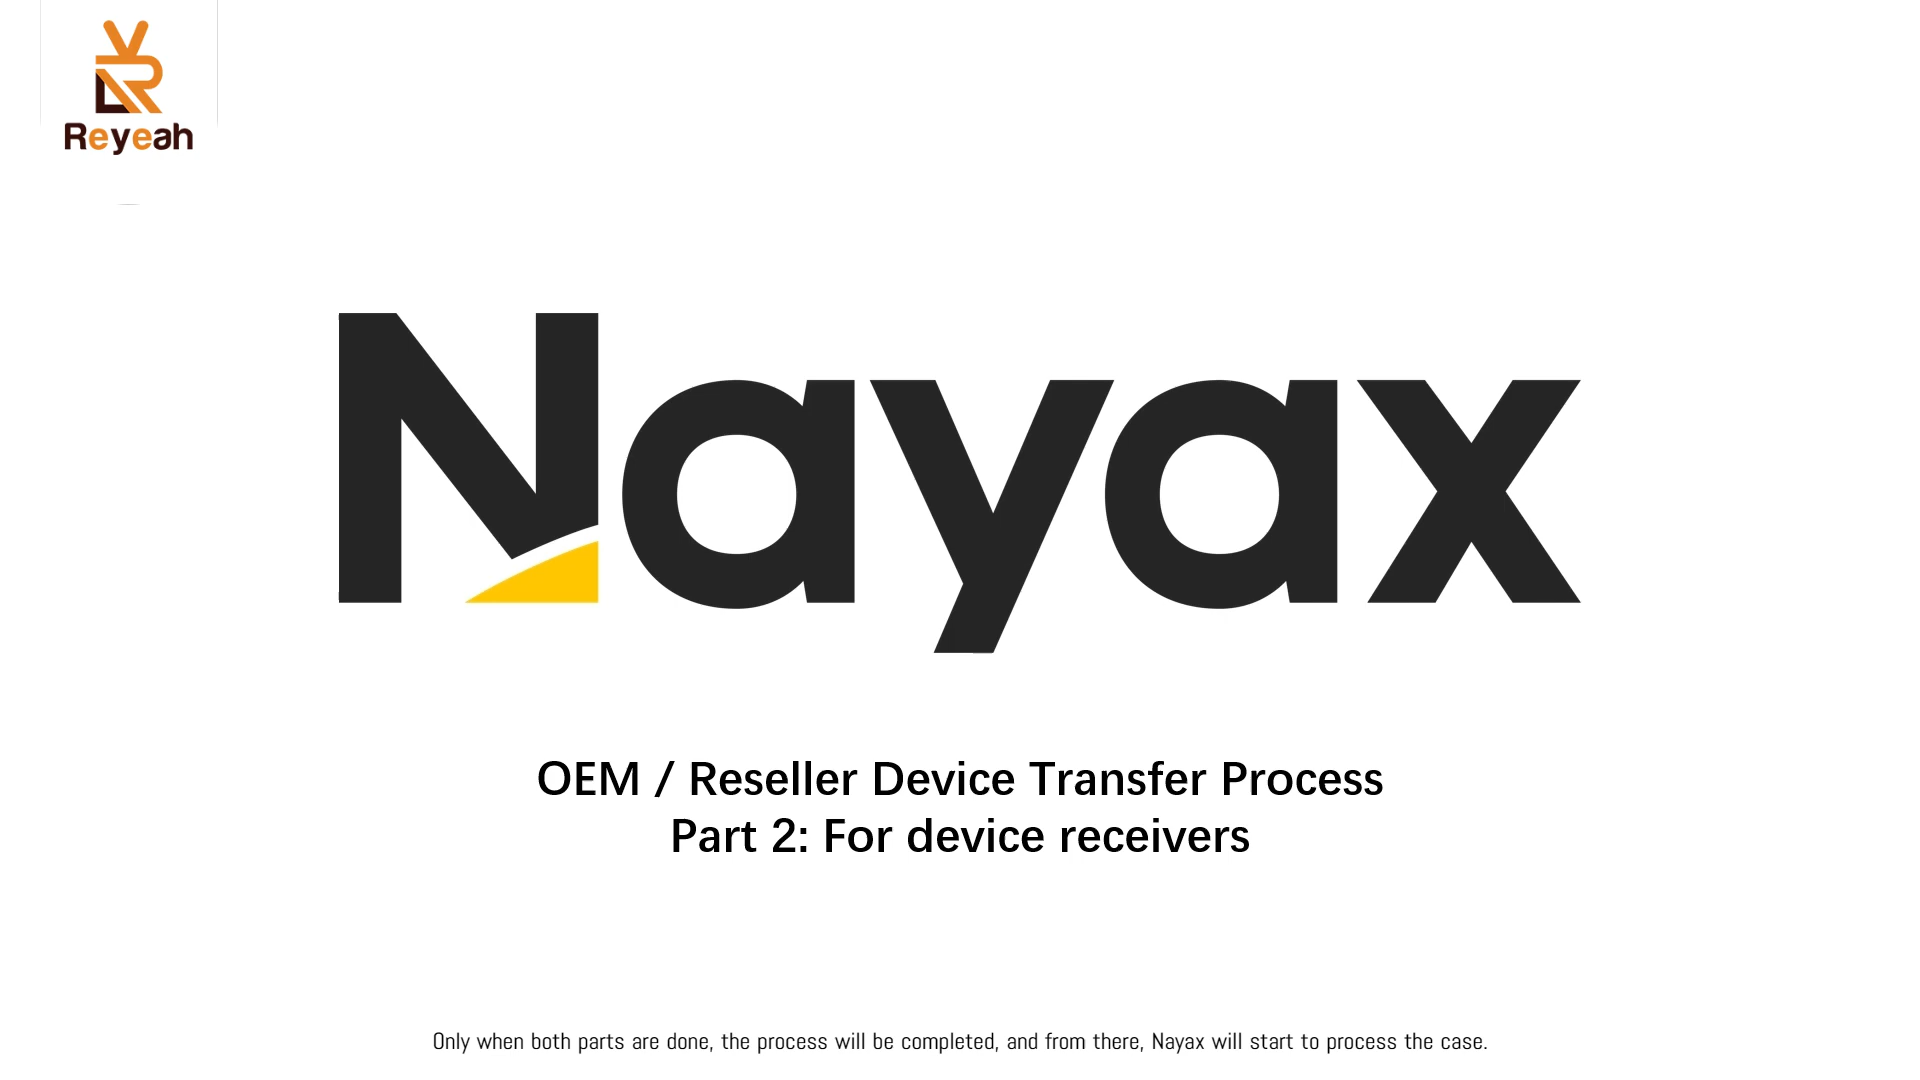 Reyeah
Nayax
OEM / Reseller Device Transfer Process
Part 2: For device receivers
Only when both parts are done, the process will be completed, and from there, Nayax will start to process the case.